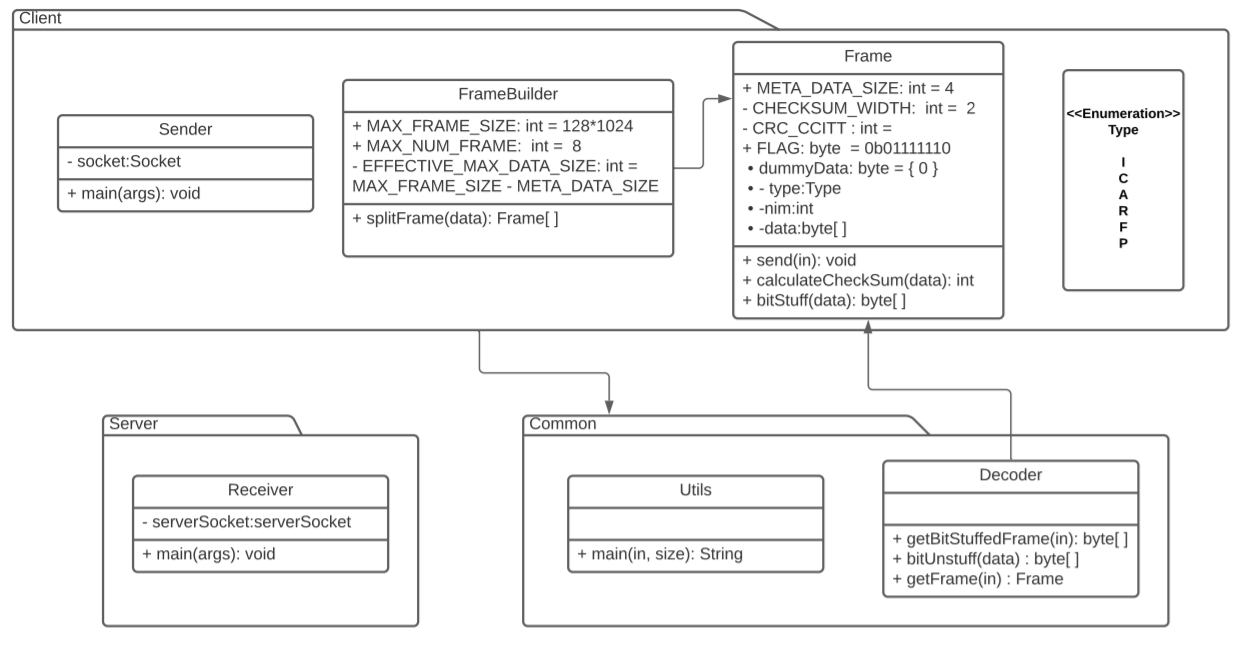 Client
Sender
- socket:Socket
+ main(args): void
FrameBuilder
+ MAX_FRAME_SIZE: int = 128*1024
+ MAX_NUM_FRAME:  int =  8
- EFFECTIVE_MAX_DATA_SIZE: int =
MAX_FRAME_SIZE - META_DATA_SIZE
+ splitFrame(data): Frame[ ]
Frame
+ META_DATA_SIZE: int = 4
- CHECKSUM_WIDTH:  int =  2
- CRC_CCITT : int =
+ FLAG: byte  = 0b01111110
• dummyData: byte = { 0 }
• - type:Type
• -nim:int
• -data:byte[ ]
+ send(in): void
+ calculateCheckSum(data): int
+ bitStuff(data): byte[ ]
<<Enumeration>>
Type
I
C
A
R
F
P
Server
Receiver
- serverSocket:serverSocket
+ main(args): void
Common
Utils
+ main(in, size): String
Decoder
+ getBitStuffedFrame(in): byte[ ]
+ bitUnstuff(data) : byte[ ]
+ getFrame(in) : Frame